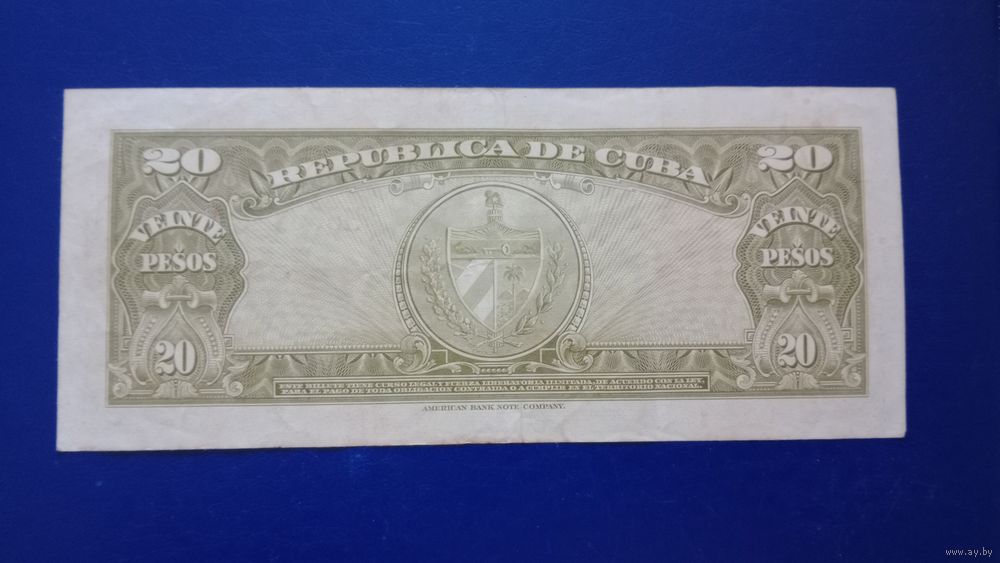 20 REPUBLICA DE CUBA 20
VEINTE
PESOS
VEINTE
PESOS
20
20
ESTE BILLETE TIENE CURSO LEGAL Y FUERZA LIBERATORIA ILIMITADA, DE ACUERDO CON LA LEY,
PARA EL PAGO DE TODA OBLIGACION CONTRAIDA O A CUMPLIR EN EL TERRITORIO NACIONAL.
AMERICAN BANK NOTE COMPANY.
www.ay.by